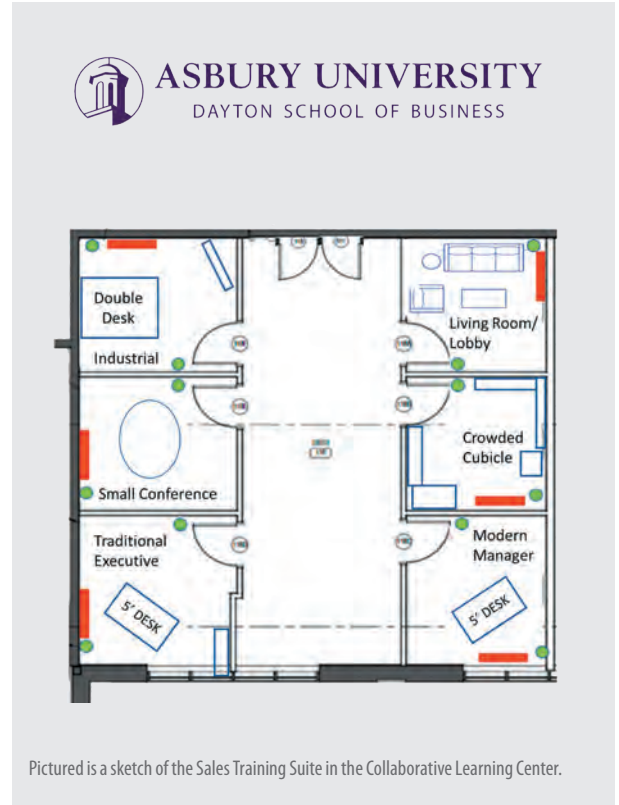 ASBURY UNIVERSITY
DAYTON SCHOOL OF BUSINESS
Double
Desk
Industrial
Living Room/
Lobby
Small Conference
Crowded
Cubicle
Traditional
Executive
5' DESK
Modern
Manager
5' DESK
Pictured is a sketch of the Sales Training Suite in the Collaborative Learning Center.